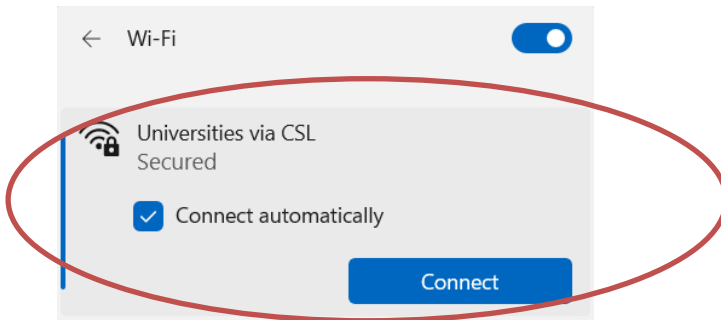 Wi-Fi
Universities via CSL
Secured
Connect automatically
Connect